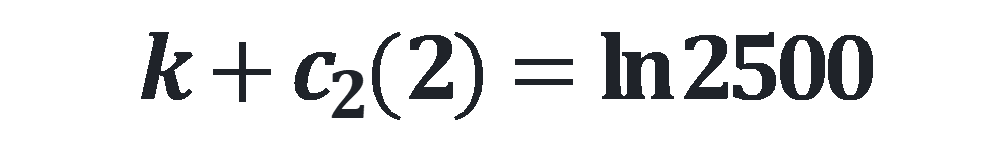 k + c₂(2) = ln2500